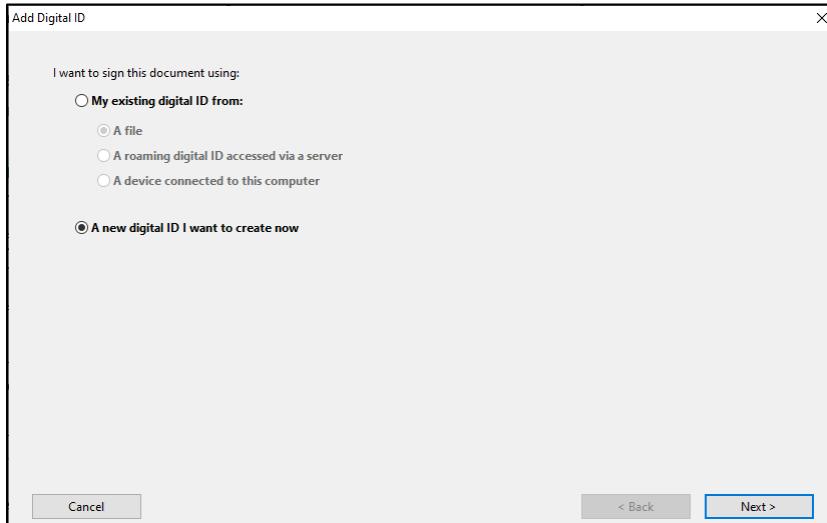 Add Digital ID
I want to sign this document using:
My existing digital ID from:
A file
A roaming digital ID accessed via a server
A device connected to this computer
A new digital ID I want to create now
Cancel
< Back
Next >